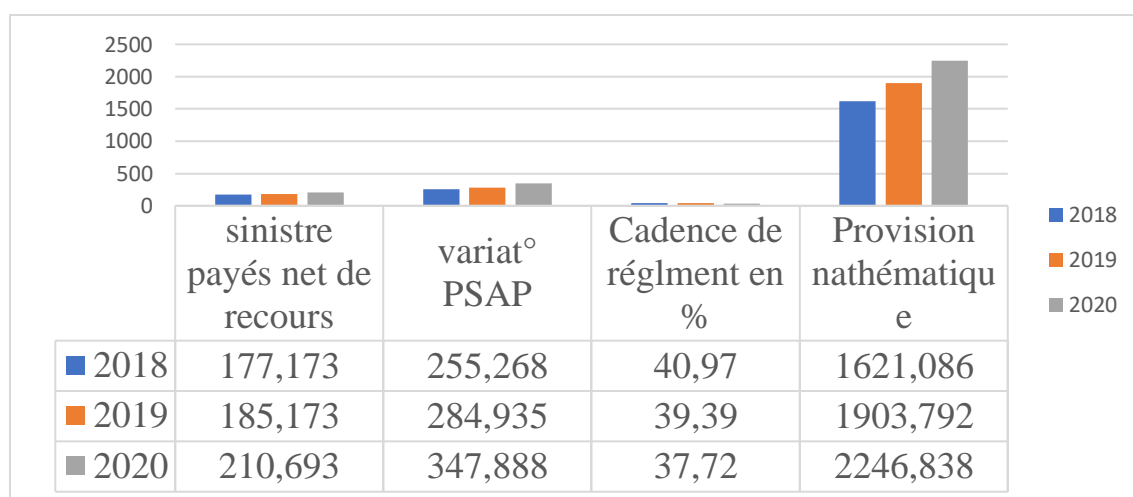 2500
2000
1500
1000
500
0
sinistre
payés net de
recours
variat°
PSAP
Cadence de
réglment en
%
Provision
nathématiqu
e
2018 177,173 255,268 40,97 1621,086
2019 185,173 284,935 39,39 1903,792
2020 210,693 347,888 37,72 2246,838
2018
2019
2020